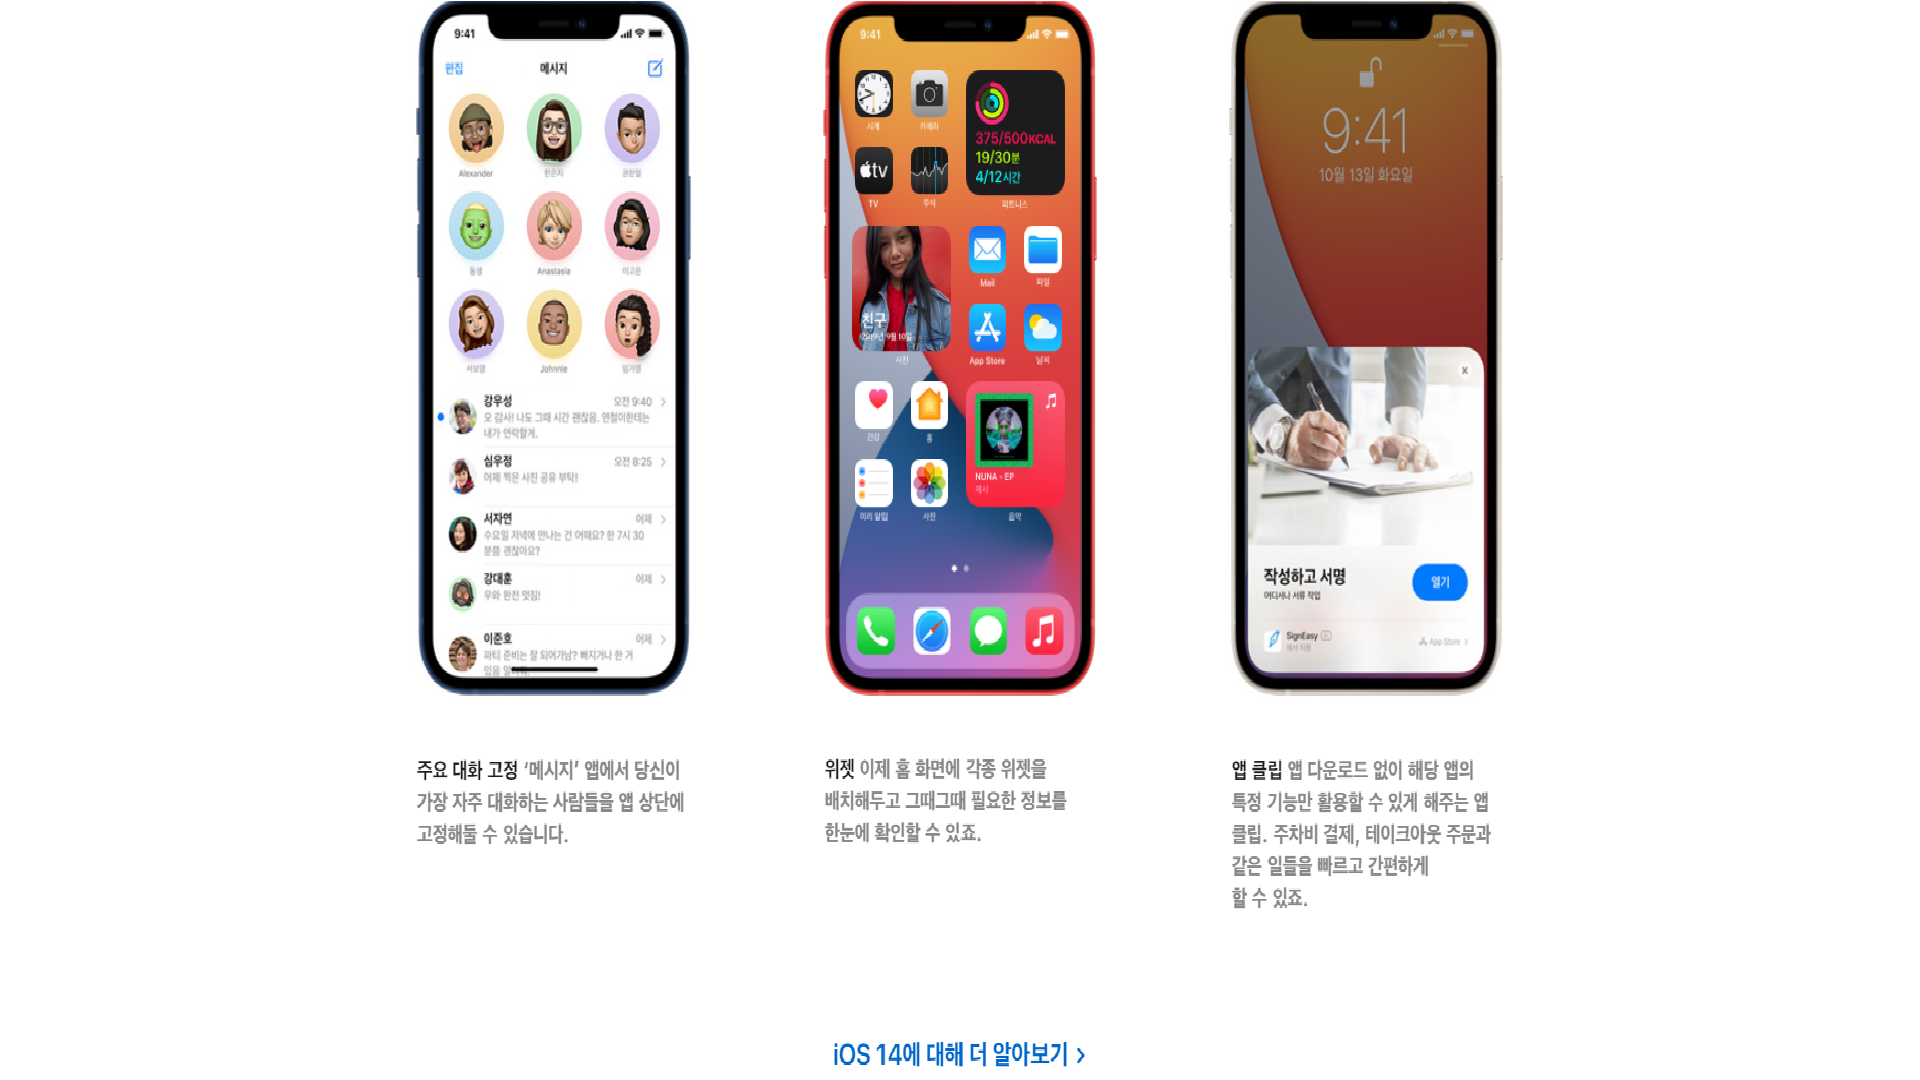 9:41
편집
메시지
Alexander
한은지
권한일
동생
Anastasia
이고은
서보영
Johnnie
임가영
강우성
오전 9:40
오 감사! 나도 그때 시간 괜찮음. 연철이한테는
내가 연락할게.
심우정
오전 8:25
어제 찍은 사진 공유 부탁!!
서자연
어제
수요일 저녁에 만나는 건 어때요? 한 7시 30
분쯤 괜찮아요?
강대훈
어제
우와 완전 멋짐!
이준호
어제
파티 준비는 잘 되어가남? 빠지거나 한 거
있음
9:41
시계
카메라
375/500KCAL
19/30분
4/12시간
tv
TV
주식
피트니스
친구
2019년 9월 10일
사진
Mail
파일
App Store
날씨
건강
홈
NUNA - EP
게시
미리 알림
사진
음악
9:41
10월 13일 화요일
작성하고 서명
어디서나 서류 작업
열기
SignEasy
에서 지원
App Store
주요 대화 고정 ‘메시지’ 앱에서 당신이
가장 자주 대화하는 사람들을 앱 상단에
고정해둘 수 있습니다.
위젯 이제 홈 화면에 각종 위젯을
배치해두고 그때그때 필요한 정보를
한눈에 확인할 수 있죠.
앱 클립 앱 다운로드 없이 해당 앱의
특정 기능만 활용할 수 있게 해주는 앱
클립. 주차비 결제, 테이크아웃 주문과
같은 일들을 빠르고 간편하게
할 수 있죠.
iOS 14에 대해 더 알아보기 >